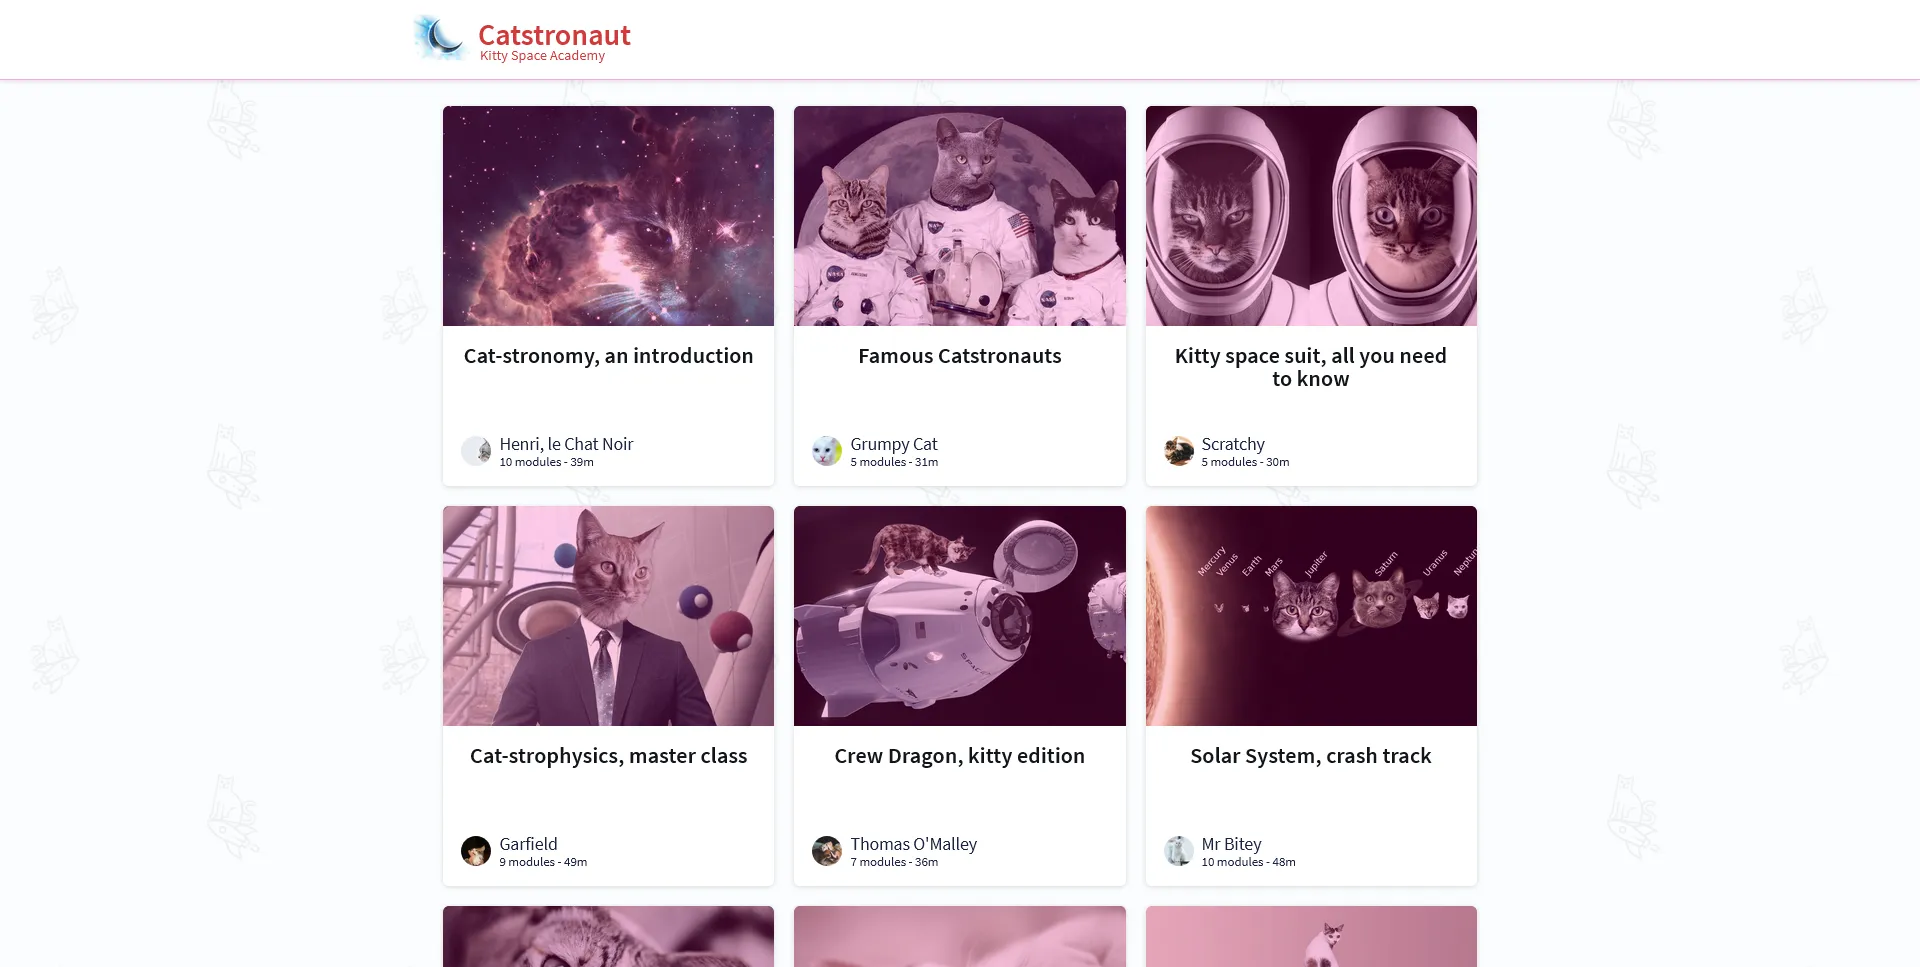 Catstronaut
Kitty Space Academy
Cat-stronomy, an introduction
Henri, le Chat Noir
10 modules - 39m
Famous Catstronauts
Grumpy Cat
5 modules - 31m
Kitty space suit, all you need
to know
Scratchy
5 modules - 30m
Cat-strophysics, master class
Garfield
9 modules - 49m
Crew Dragon, kitty edition
Thomas O'Malley
7 modules - 36m
Mercury
Venus
Earth
Mars
Jupiter
Saturn
Uranus
Neptun
Solar System, crash track
Mr Bitey
10 modules - 48m